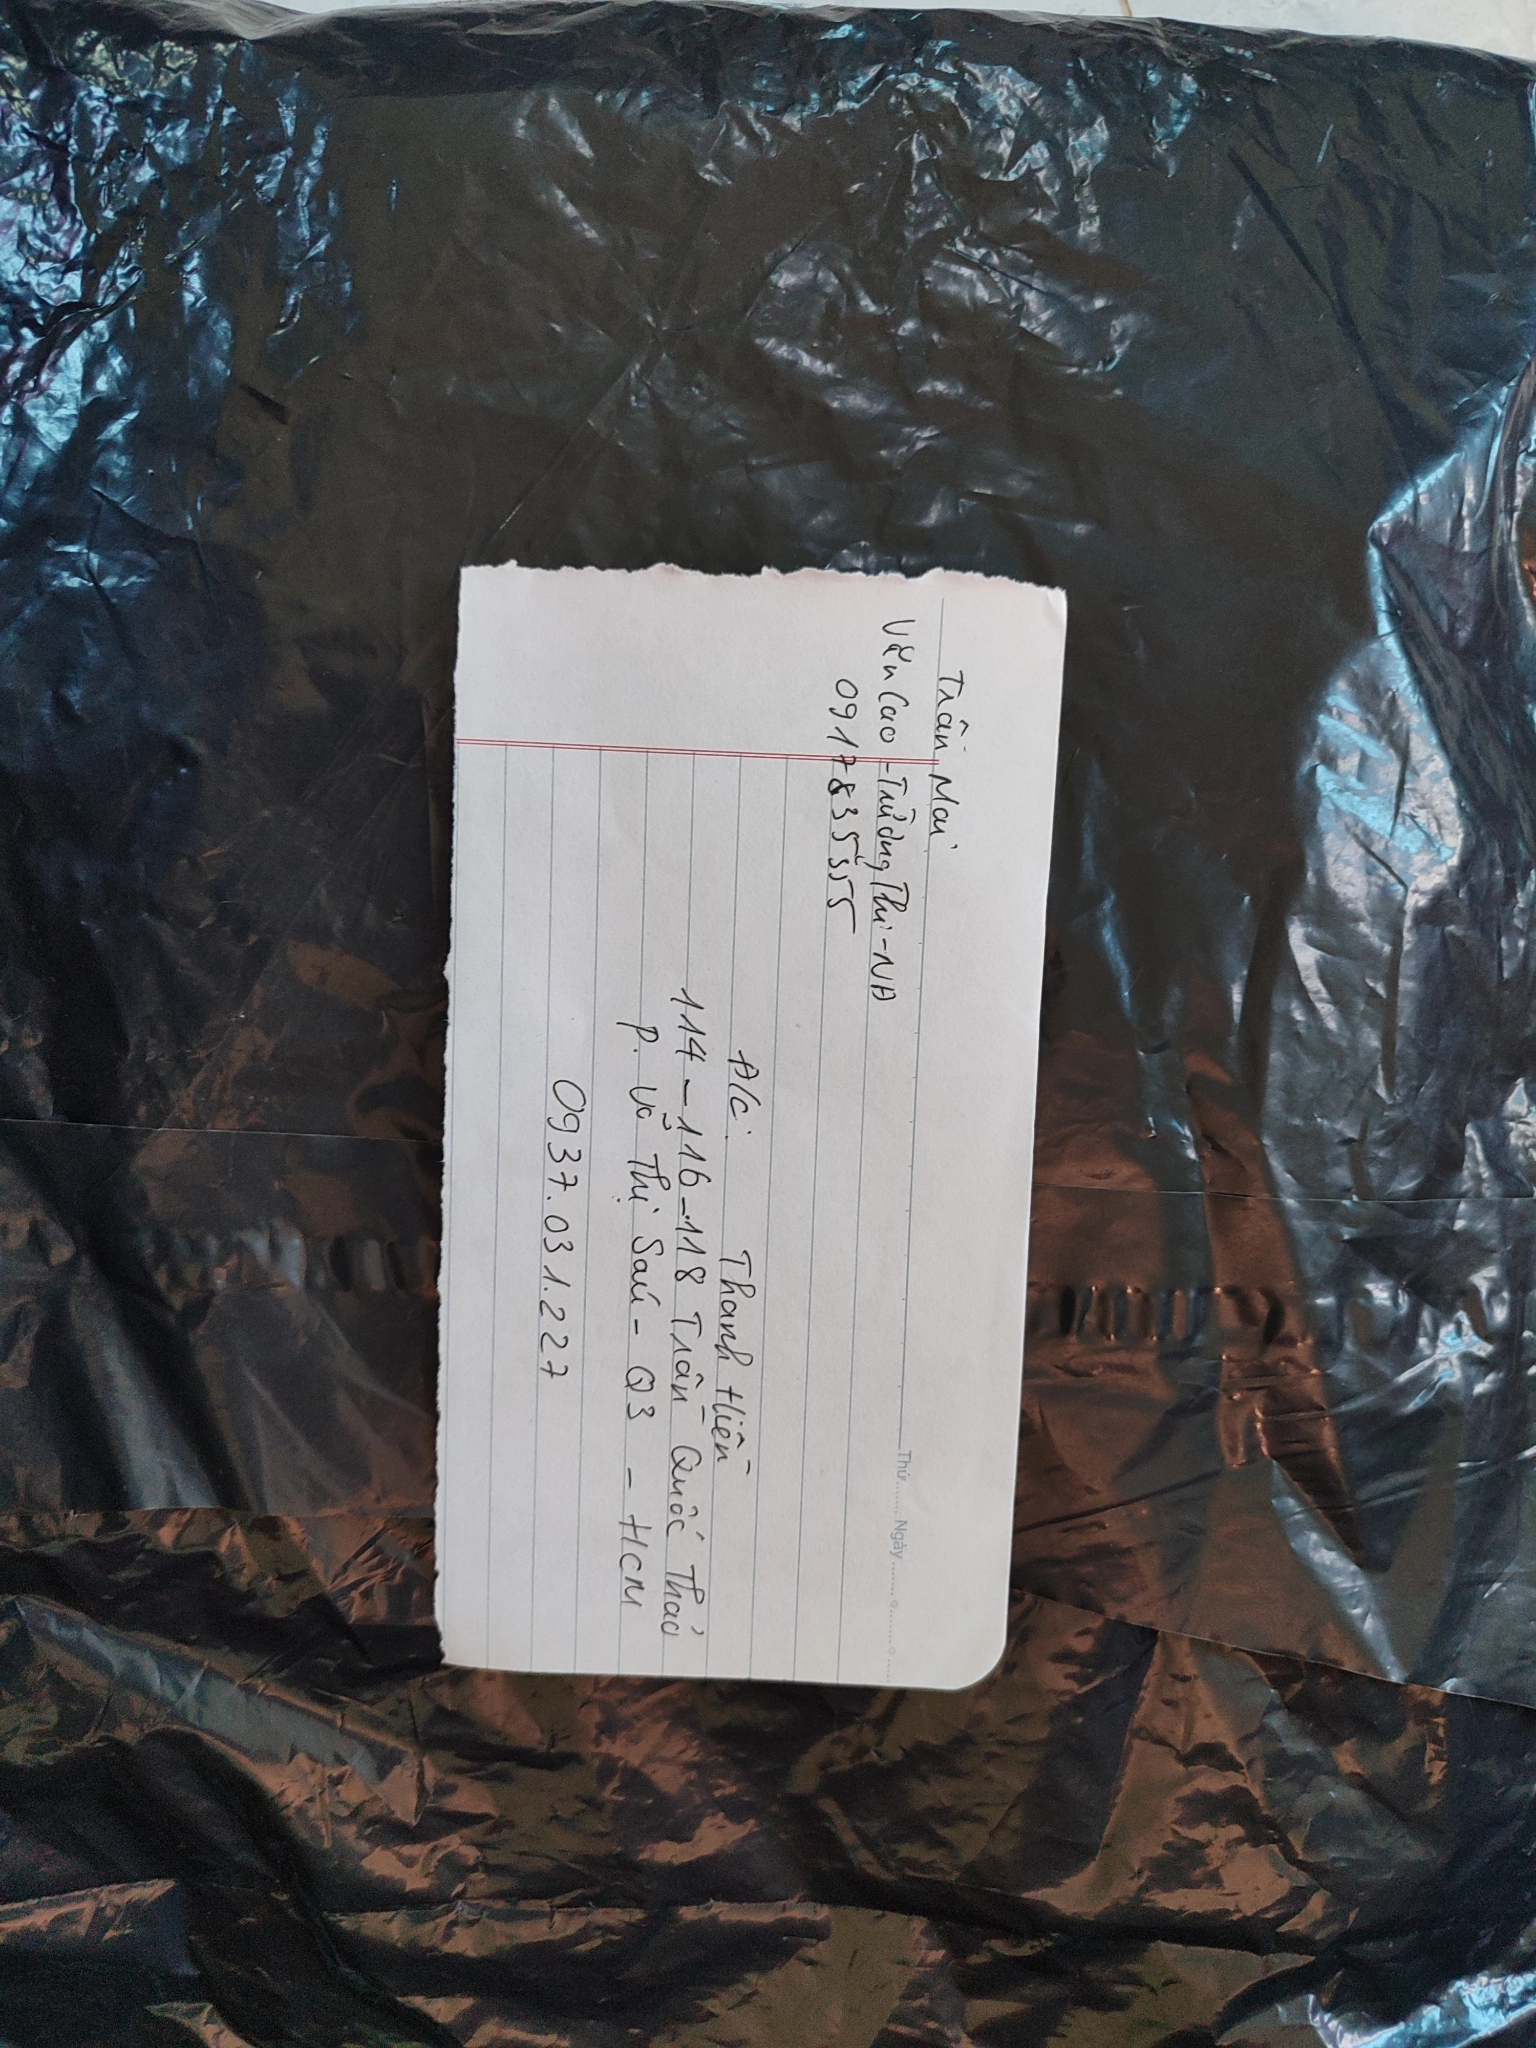 Trần Mai
Văn Cao - Trường Thi - NA
0917835555
Thứ ........ Ngày ........
A/c: Thanh Hiền
114 - 116 - 118 Trần Quốc Thảo
P. Võ Thị Sáu - Q3 - HCM
0937.031.227